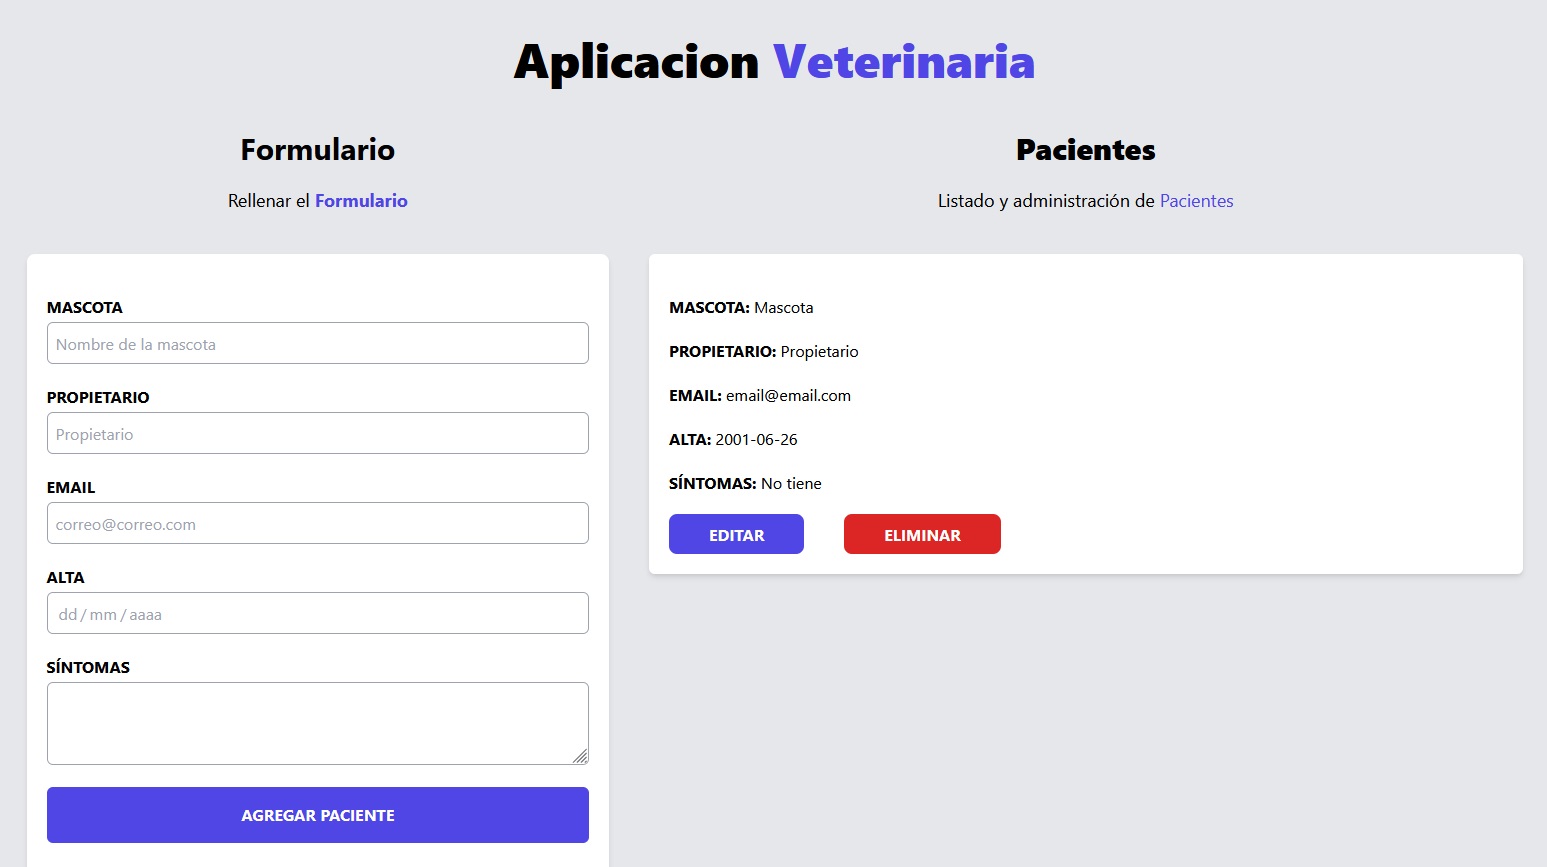 Aplicacion Veterinaria
Formulario
Rellenar el Formulario
MASCOTA
Nombre de la mascota
PROPIETARIO
Propietario
EMAIL
correo@correo.com
ALTA
dd/mm/aaaa
SÍNTOMAS
AGREGAR PACIENTE
Pacientes
Listado y administración de Pacientes
MASCOTA: Mascota
PROPIETARIO: Propietario
EMAIL: email@email.com
ALTA: 2001-06-26
SÍNTOMAS: No tiene
EDITAR ELIMINAR